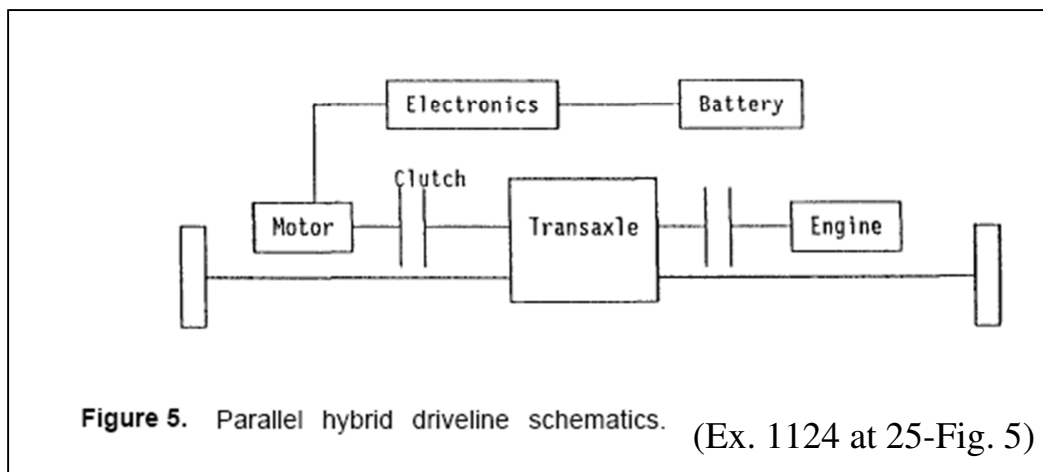 Electronics
Battery
Clutch
Motor
Transaxle
Engine
Figure 5. Parallel hybrid driveline schematics. (Ex. 1124 at 25-Fig. 5)